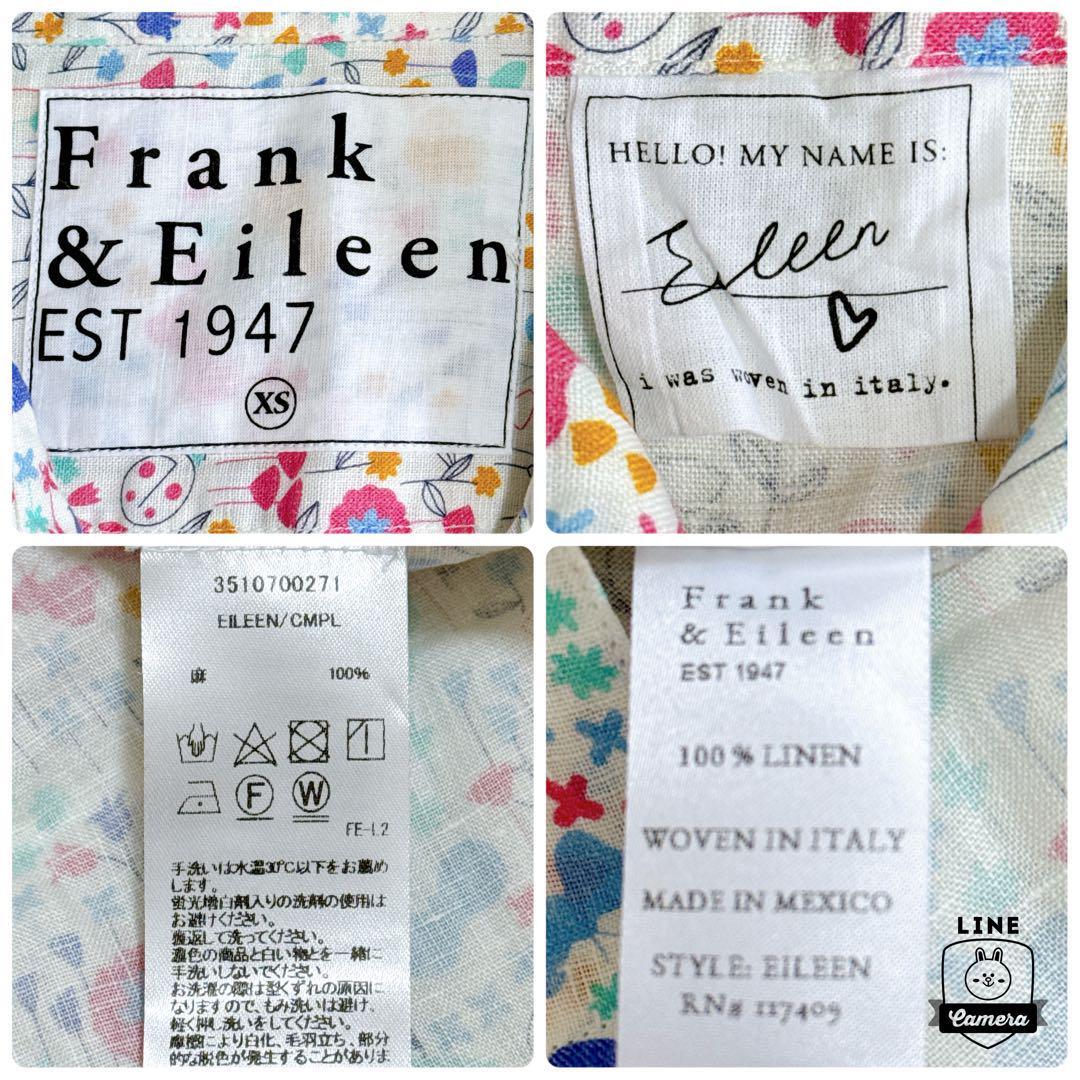 Frank
& Eileen
EST 1947
XS
HELLO! MY NAME IS:
Eileen
i was woven in italy.
3510700271
EILEEN/CMPL
麻 100%
F W
FE-L2
手洗いは水温30℃以下をお薦め
します。
蛍光増白剤入りの洗剤の使用は
お避けください。
裏返して洗ってください。
濃色の商品と白い物とを一緒に
手洗いしないでください。
お洗濯の際は型くずれの原因に
なりますので、もみ洗いは避け、
軽く押し洗いをしてください。
摩擦により白化、毛羽立ち、部分
的な脱色が発生することがありま
Frank
& Eileen
EST 1947
100 % LINEN
WOVEN IN ITALY
MADE IN MEXICO
STYLE: EILEEN
RN# 117409
LINE
Camera